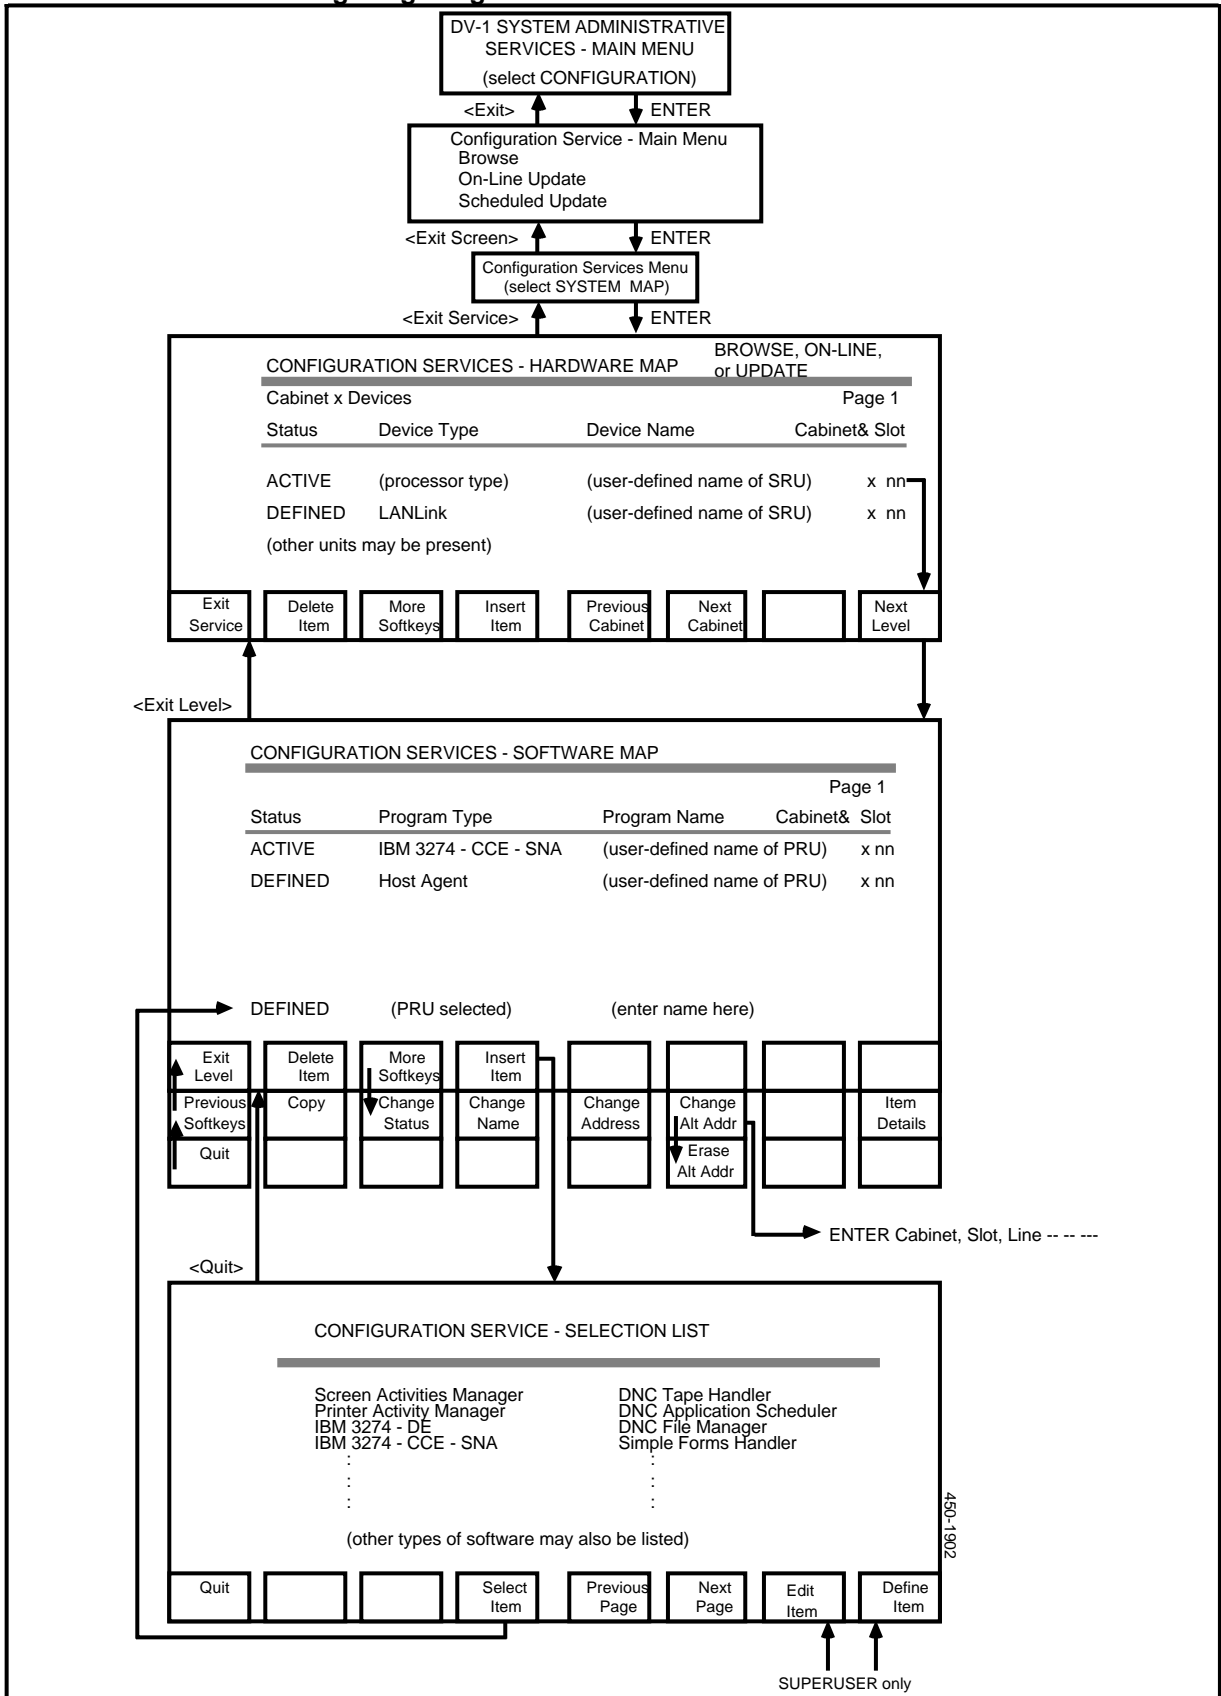 DV-1 SYSTEM ADMINISTRATIVE
SERVICES - MAIN MENU
(select CONFIGURATION)
<Exit> ENTER
Configuration Service - Main Menu
Browse
On-Line Update
Scheduled Update
<Exit Screen> ENTER
Configuration Services Menu
(select SYSTEM MAP)
<Exit Service> ENTER
CONFIGURATION SERVICES - HARDWARE MAP BROWSE, ON-LINE,
or UPDATE
Cabinet x Devices Page 1
Status Device Type Device Name Cabinet& Slot
ACTIVE (processor type) (user-defined name of SRU) x nn
DEFINED LANLink (user-defined name of SRU) x nn
(other units may be present)
Exit Delete More Insert Previous Next Next
Service Item Softkeys Item Cabinet Cabinet Level
<Exit Level>
CONFIGURATION SERVICES - SOFTWARE MAP
Page 1
Status Program Type Program Name Cabinet& Slot
ACTIVE IBM 3274 - CCE - SNA (user-defined name of PRU) x nn
DEFINED Host Agent (user-defined name of PRU) x nn
DEFINED (PRU selected) (enter name here)
Exit Delete More Insert
Level Item Softkeys Item
Previous Copy Change Change Change Change Item
Softkeys Status Name Address Alt Addr Details
Quit Erase
Alt Addr
ENTER Cabinet, Slot, Line -- -- ---
<Quit>
CONFIGURATION SERVICE - SELECTION LIST
Screen Activities Manager DNC Tape Handler
Printer Activity Manager DNC Application Scheduler
IBM 3274 - DE DNC File Manager
IBM 3274 - CCE - SNA Simple Forms Handler
: :
: :
: :
(other types of software may also be listed)
450-1902
Quit Select Previous Next Edit Define
Item Page Page Item Item
SUPERUSER only